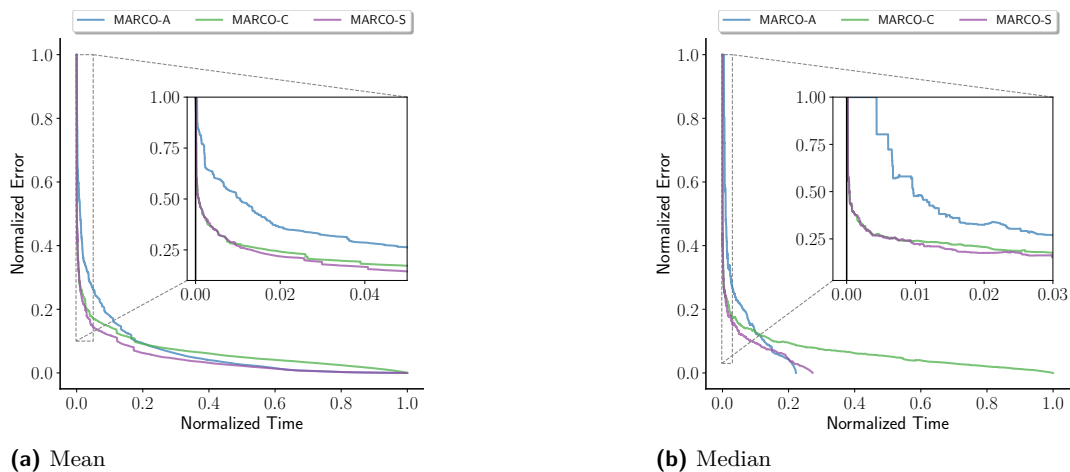 MARCO-A MARCO-C MARCO-S
1.0
0.8
0.6
0.4
0.2
0.0
Normalized Error
1.00
0.75
0.50
0.25
0.00 0.02 0.04
0.0 0.2 0.4 0.6 0.8 1.0
Normalized Time
(a) Mean
MARCO-A MARCO-C MARCO-S
1.0
0.8
0.6
0.4
0.2
0.0
Normalized Error
1.00
0.75
0.50
0.25
0.00 0.01 0.02 0.03
0.0 0.2 0.4 0.6 0.8 1.0
Normalized Time
(b) Median